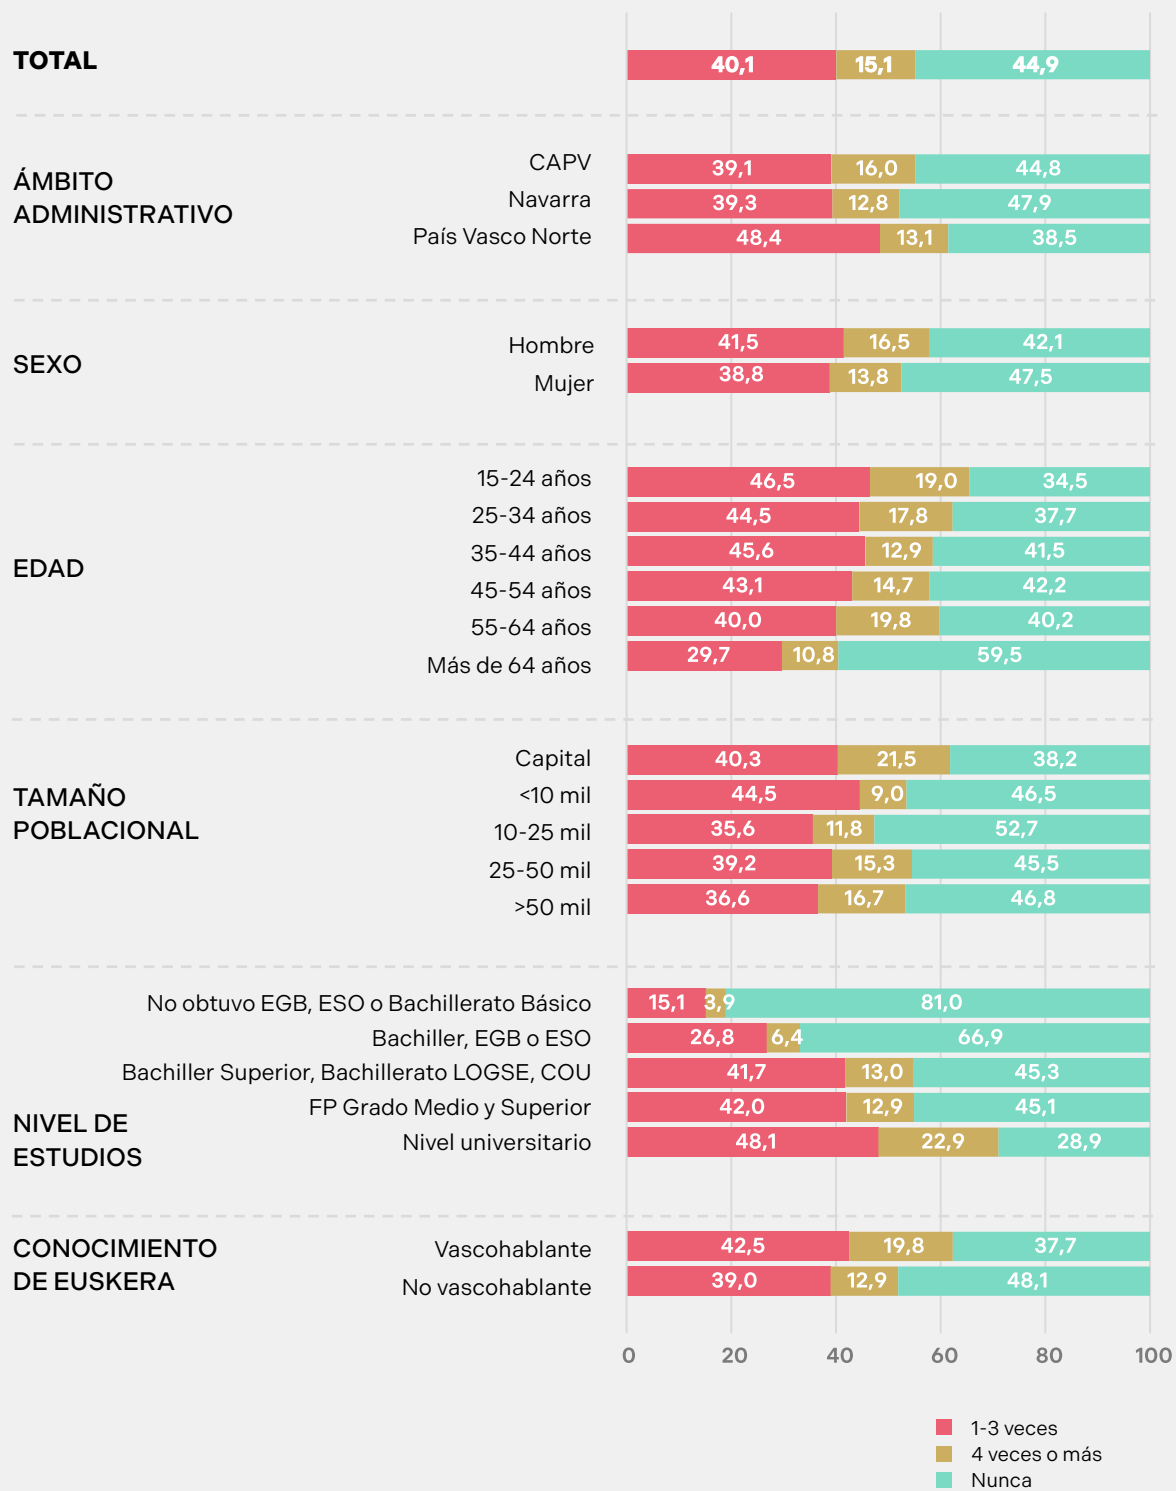 TOTAL
40,1 15,1 44,9
ÁMBITO
ADMINISTRATIVO
CAPV 39,1 16,0 44,8
Navarra 39,3 12,8 47,9
País Vasco Norte 48,4 13,1 38,5
SEXO
Hombre 41,5 16,5 42,1
Mujer 38,8 13,8 47,5
EDAD
15-24 años 46,5 19,0 34,5
25-34 años 44,5 17,8 37,7
35-44 años 45,6 12,9 41,5
45-54 años 43,1 14,7 42,2
55-64 años 40,0 19,8 40,2
Más de 64 años 29,7 10,8 59,5
TAMAÑO
POBLACIONAL
Capital 40,3 21,5 38,2
<10 mil 44,5 9,0 46,5
10-25 mil 35,6 11,8 52,7
25-50 mil 39,2 15,3 45,5
>50 mil 36,6 16,7 46,8
NIVEL DE
ESTUDIOS
No obtuvo EGB, ESO o Bachillerato Básico 15,1 3,9 81,0
Bachiller, EGB o ESO 26,8 6,4 66,9
Bachiller Superior, Bachillerato LOGSE, COU 41,7 13,0 45,3
FP Grado Medio y Superior 42,0 12,9 45,1
Nivel universitario 48,1 22,9 28,9
CONOCIMIENTO
DE EUSKERA
Vascohablante 42,5 19,8 37,7
No vascohablante 39,0 12,9 48,1
0 20 40 60 80 100
1-3 veces
4 veces o más
Nunca